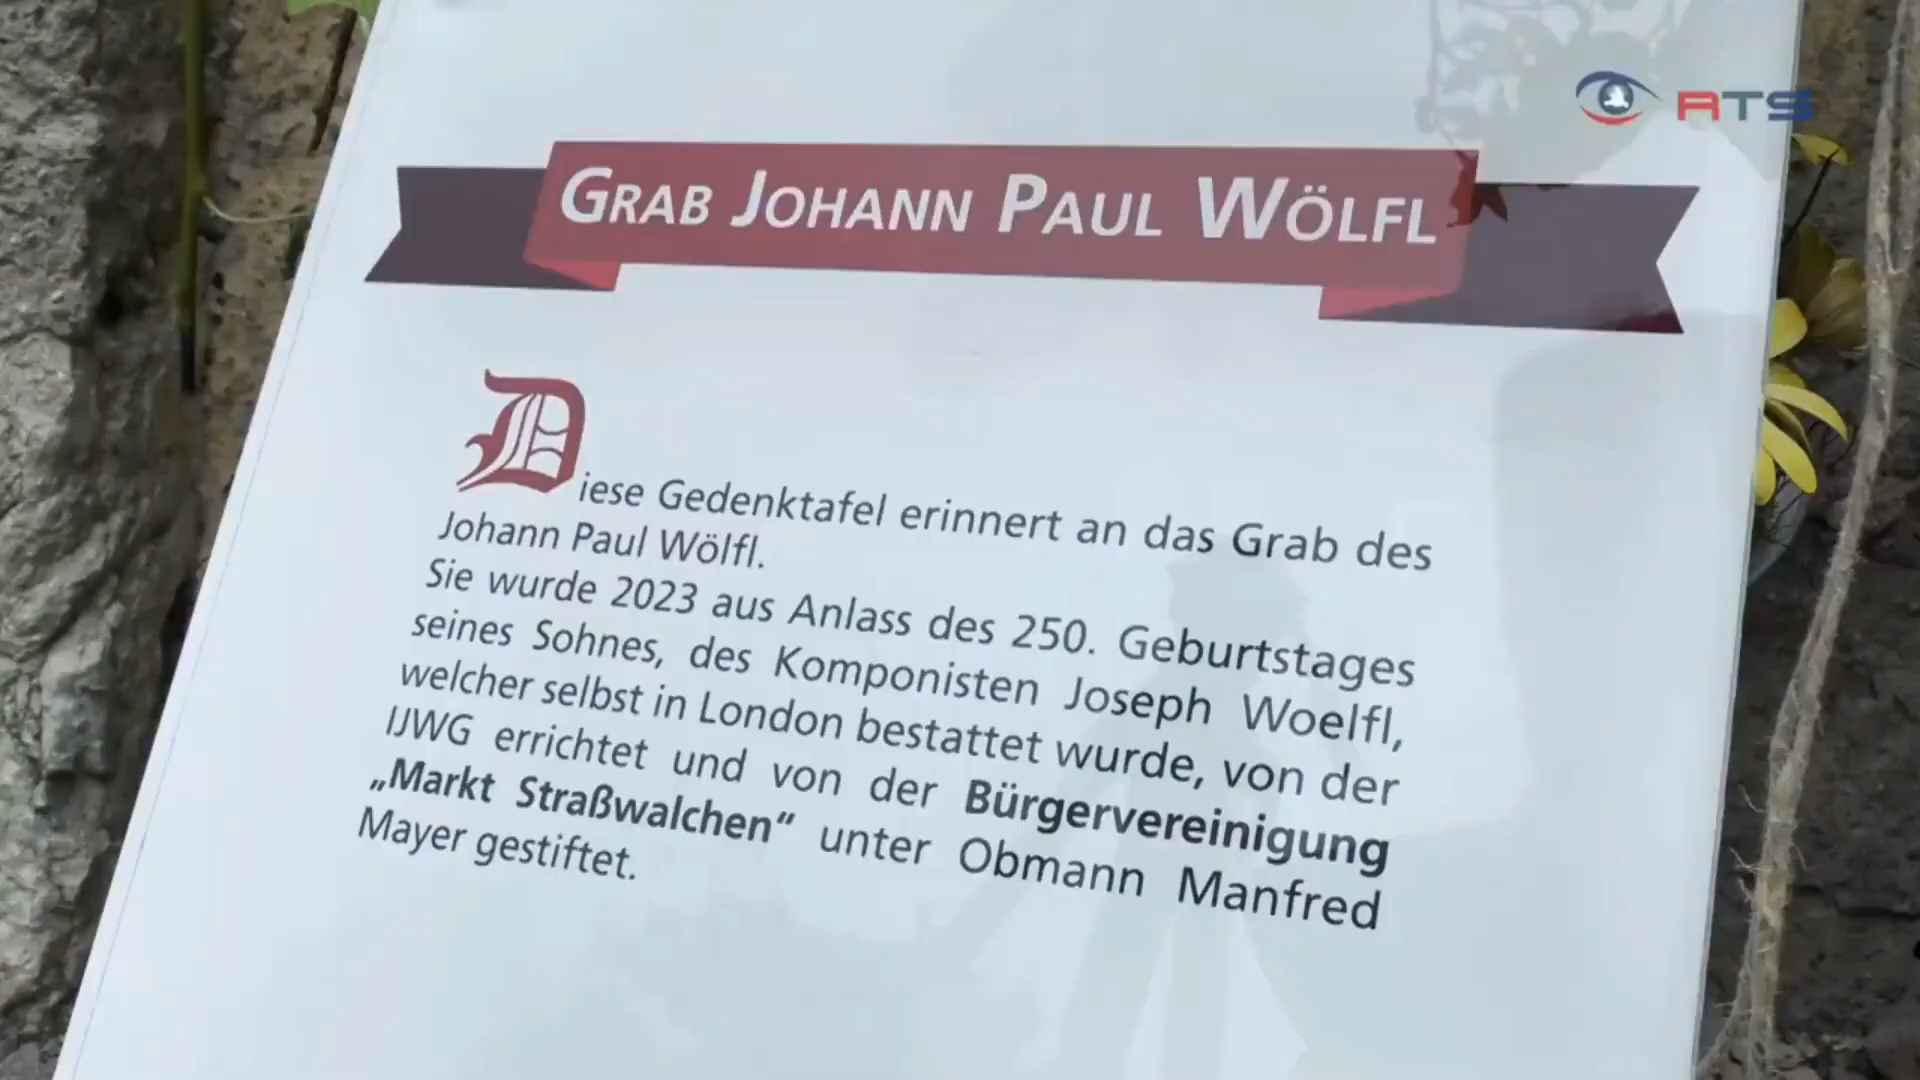 RTS
GRAB JOHANN PAUL WÖLFL
Diese Gedenktafel erinnert an das Grab des
Johann Paul Wölfl.
Sie wurde 2023 aus Anlass des 250. Geburtstages
seines Sohnes, des Komponisten Joseph Woelfl,
welcher selbst in London bestattet wurde, von der
IJWG errichtet und von der Bürgervereinigung
„Markt Straßwalchen“ unter Obmann Manfred
Mayer gestiftet.